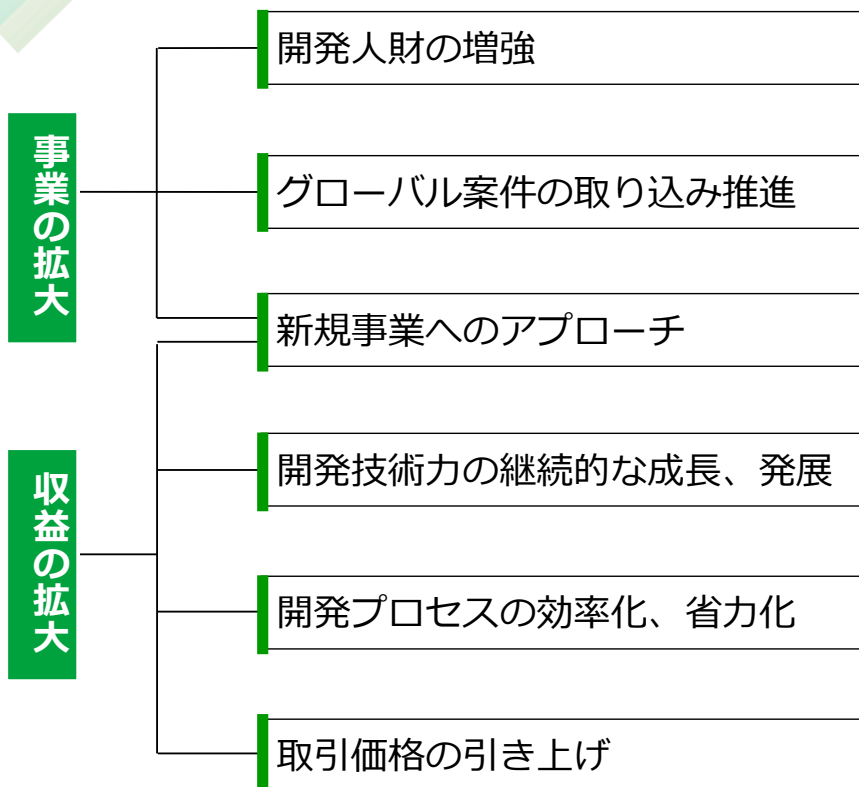 事業の拡大
開発人財の増強
グローバル案件の取り込み推進
新規事業へのアプローチ
収益の拡大
開発技術力の継続的な成長、発展
開発プロセスの効率化、省力化
取引価格の引き上げ